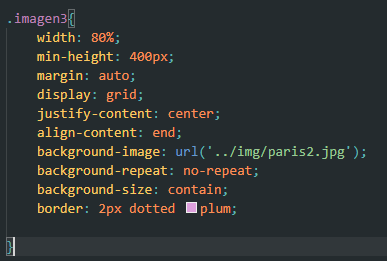 .imagen3{
width: 80%;
min-height: 400px;
margin: auto;
display: grid;
justify-content: center;
align-content: end;
background-image: url('../img/paris2.jpg');
background-repeat: no-repeat;
background-size: contain;
border: 2px dotted plum;
}